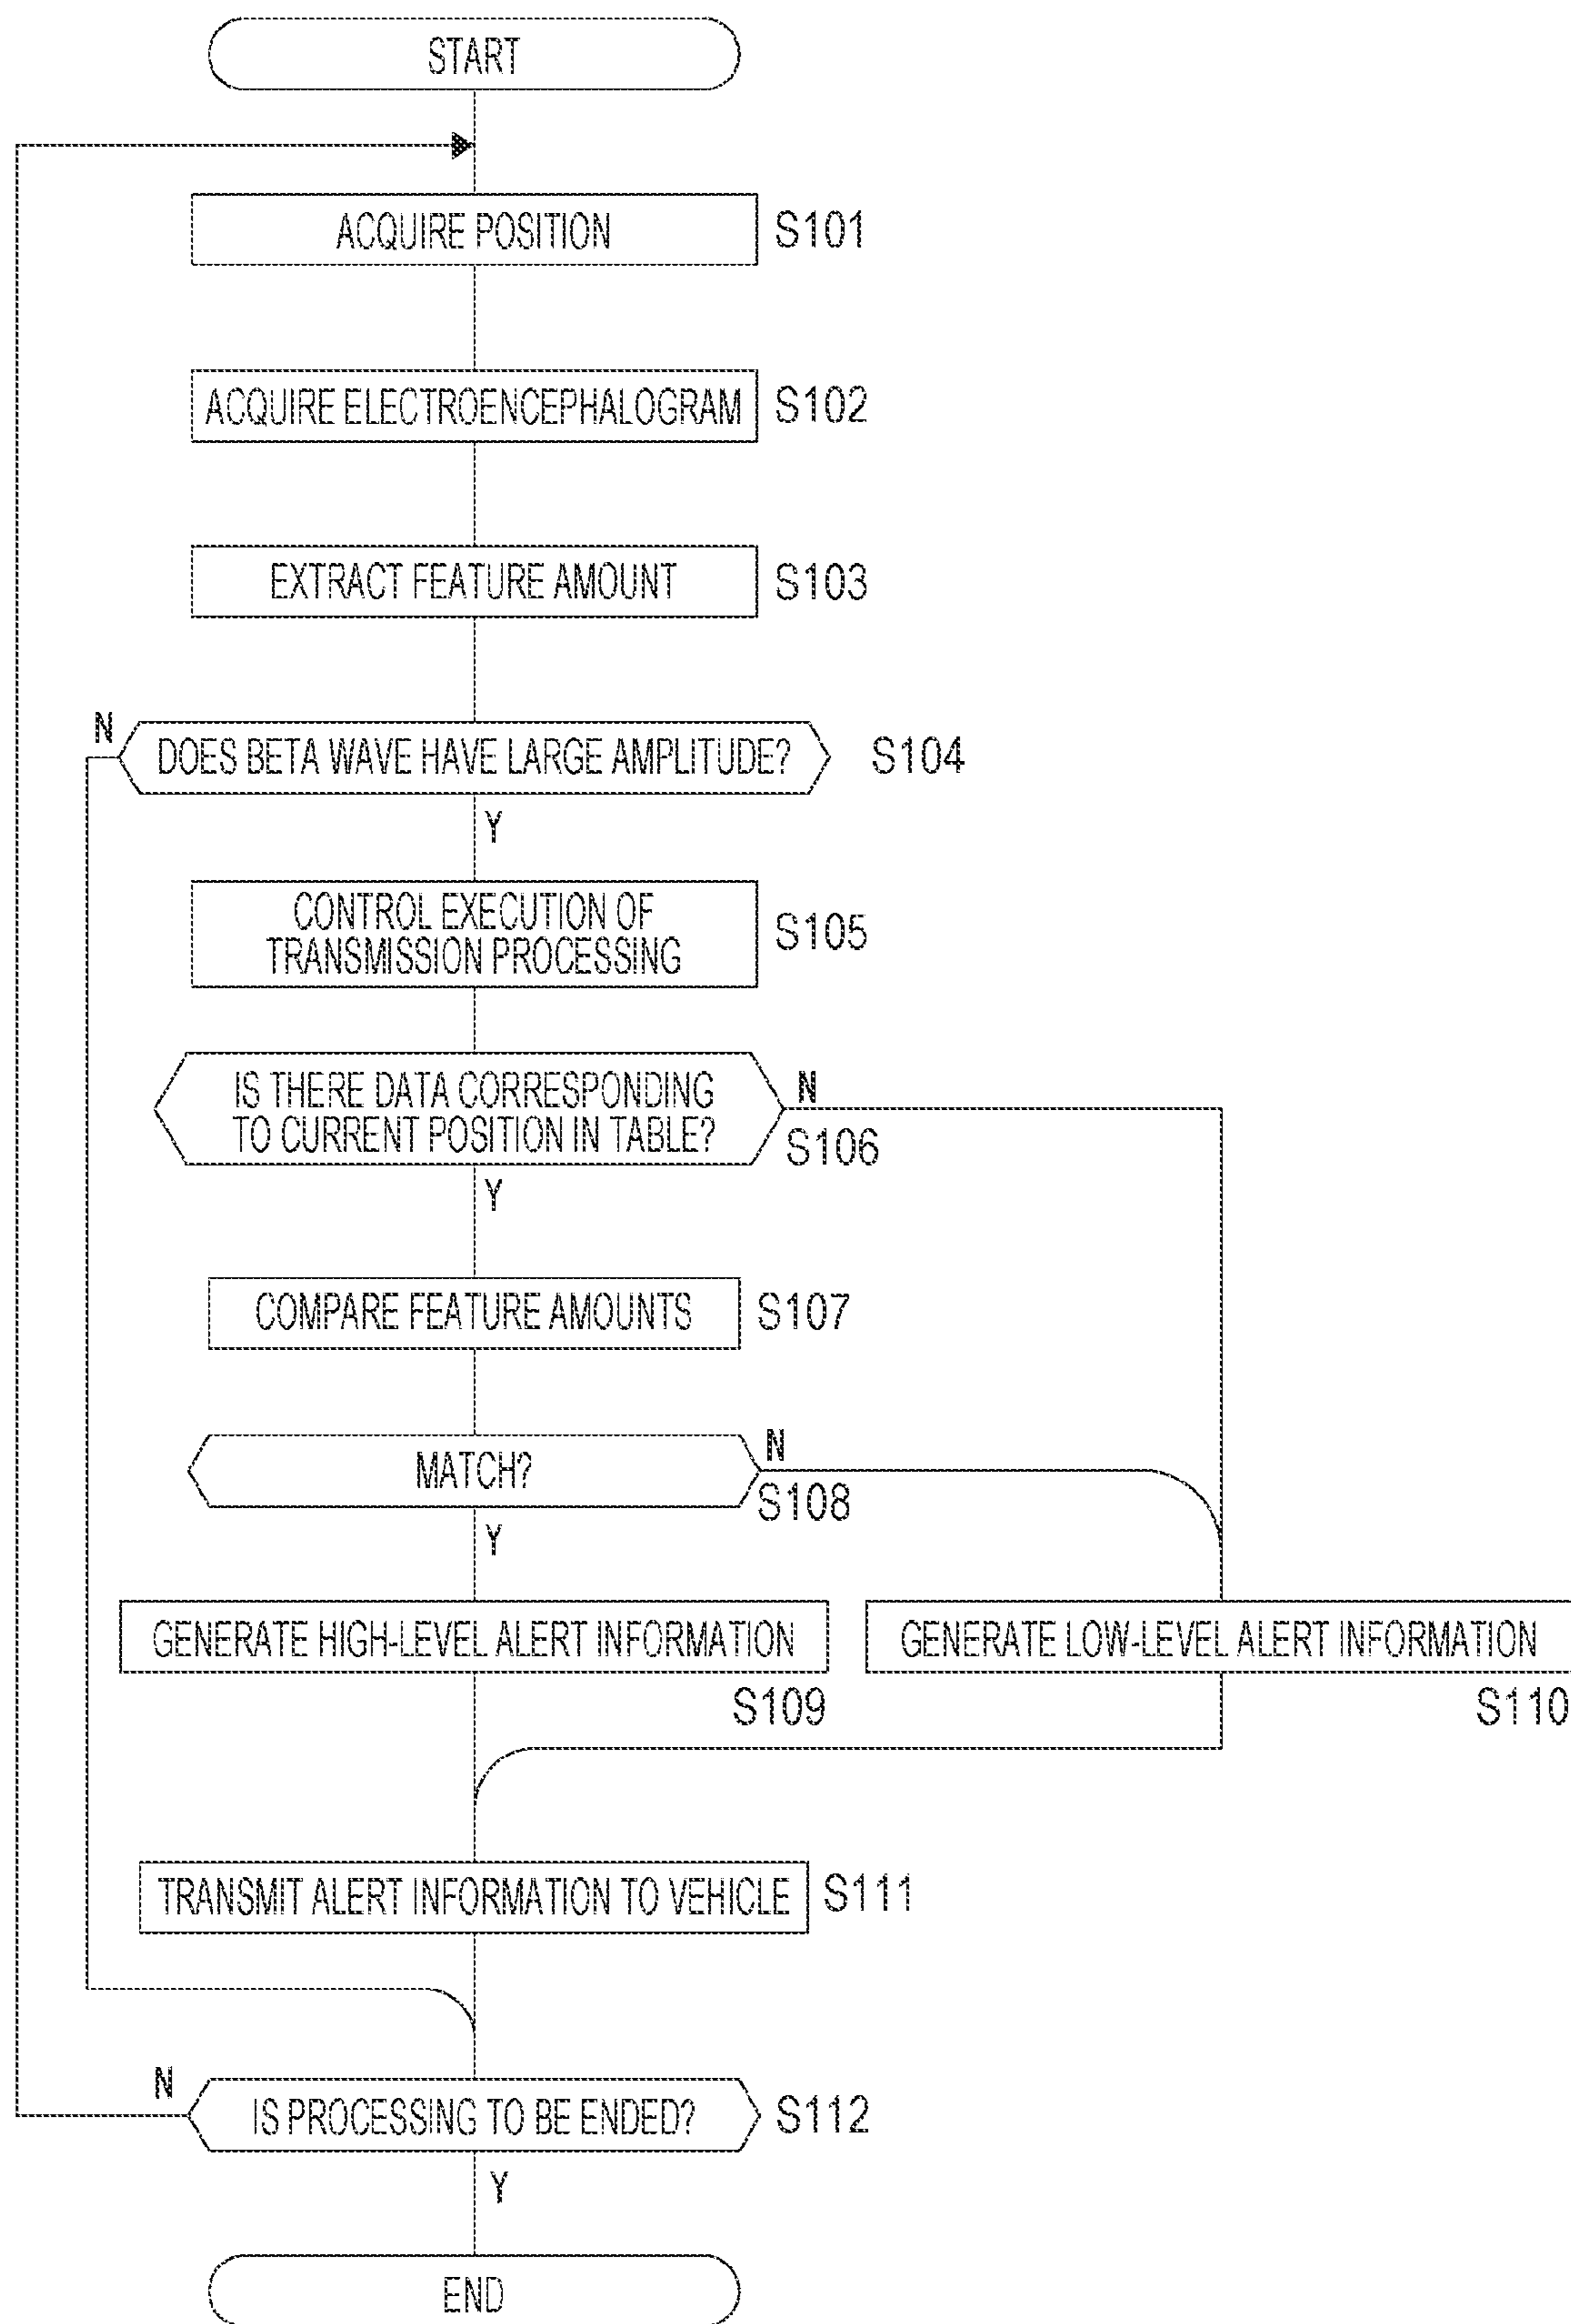 START
ACQUIRE POSITION S101
ACQUIRE ELECTROENCEPHALOGRAM S102
EXTRACT FEATURE AMOUNT S103
N
DOES BETA WAVE HAVE LARGE AMPLITUDE? S104
Y
CONTROL EXECUTION OF
TRANSMISSION PROCESSING
S105
IS THERE DATA CORRESPONDING
TO CURRENT POSITION IN TABLE?
N
S106
Y
COMPARE FEATURE AMOUNTS S107
MATCH?
N
S108
Y
GENERATE HIGH-LEVEL ALERT INFORMATION
S109
GENERATE LOW-LEVEL ALERT INFORMATION
S110
TRANSMIT ALERT INFORMATION TO VEHICLE S111
N
IS PROCESSING TO BE ENDED? S112
Y
END